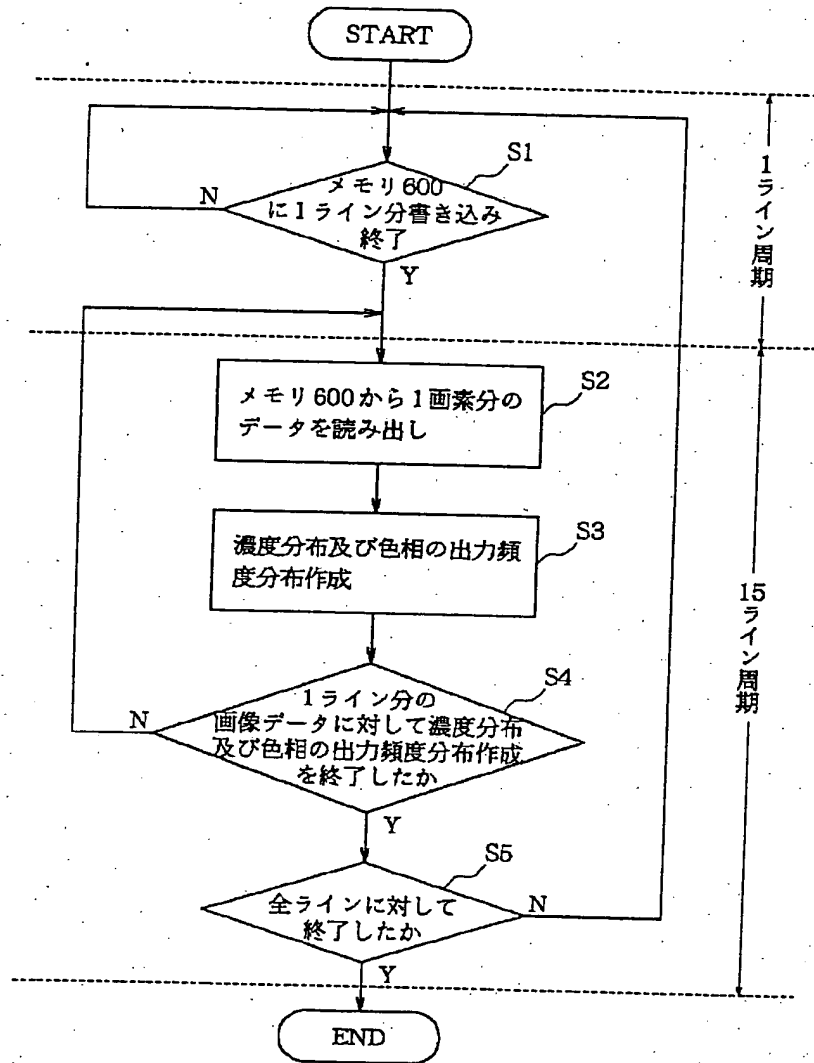 START
S1
メモリ600
に1ライン分書き込み
終了
N
Y
1ライン周期
S2
メモリ600から1画素分の
データを読み出し
S3
濃度分布及び色相の出力頻
度分布作成
S4
1ライン分の
画像データに対して濃度分布
及び色相の出力頻度分布作成
を終了したか
N
Y
15ライン周期
S5
全ラインに対して
終了したか
N
Y
END